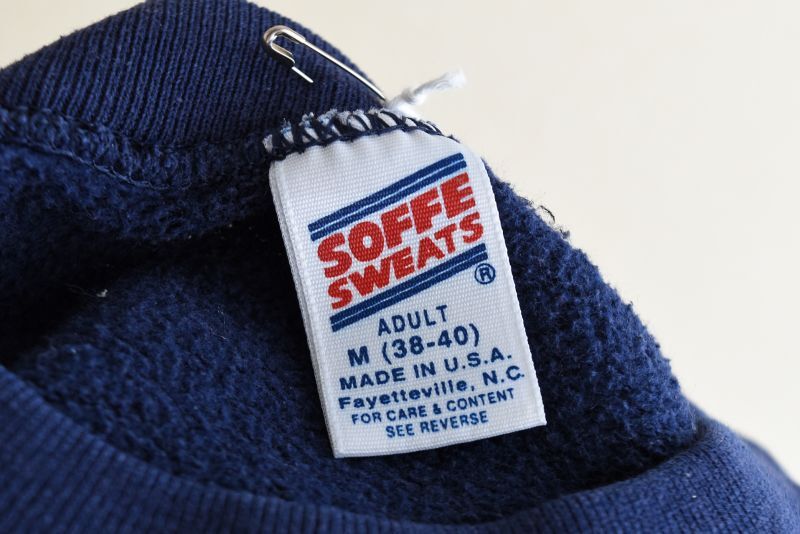 SOFFE
SWEATS
®
ADULT
M (38-40)
MADE IN U.S.A.
Fayetteville, N.C.
FOR CARE & CONTENT
SEE REVERSE